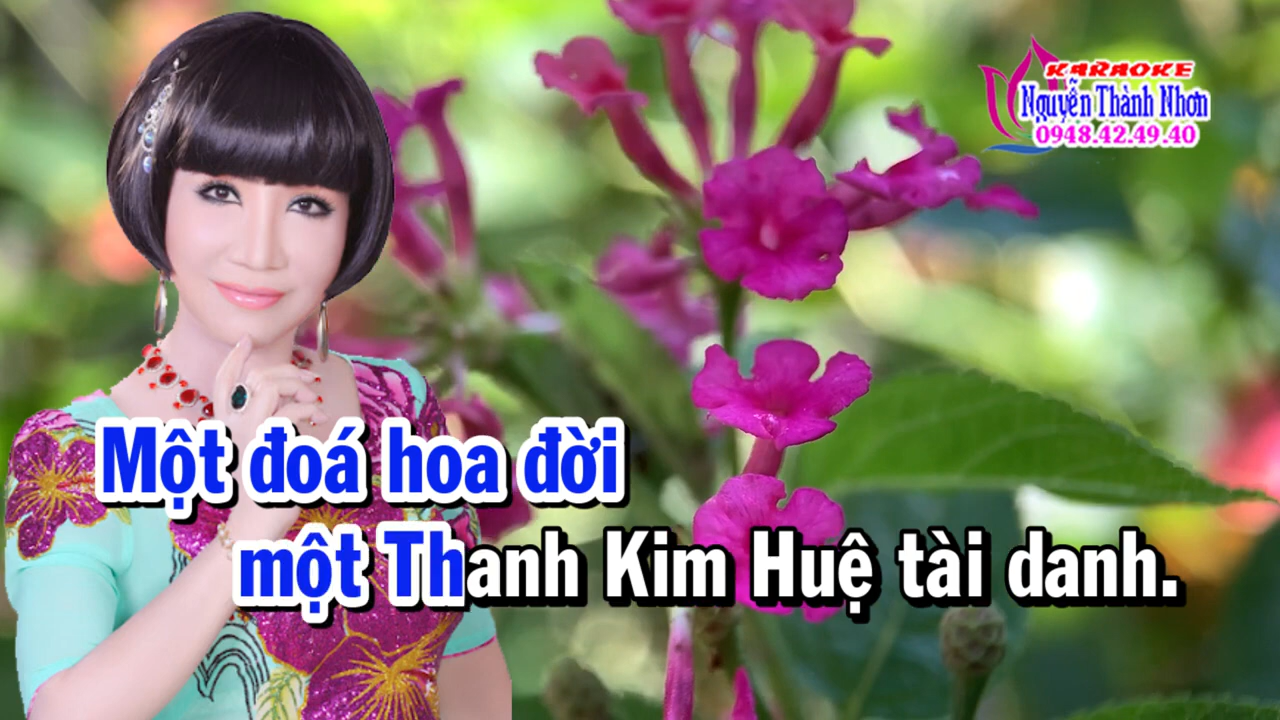 KARAOKE
Nguyễn Thành Nhơn
0948.42.49.40
Một đoá hoa đời
một Thanh Kim Huệ tài danh.